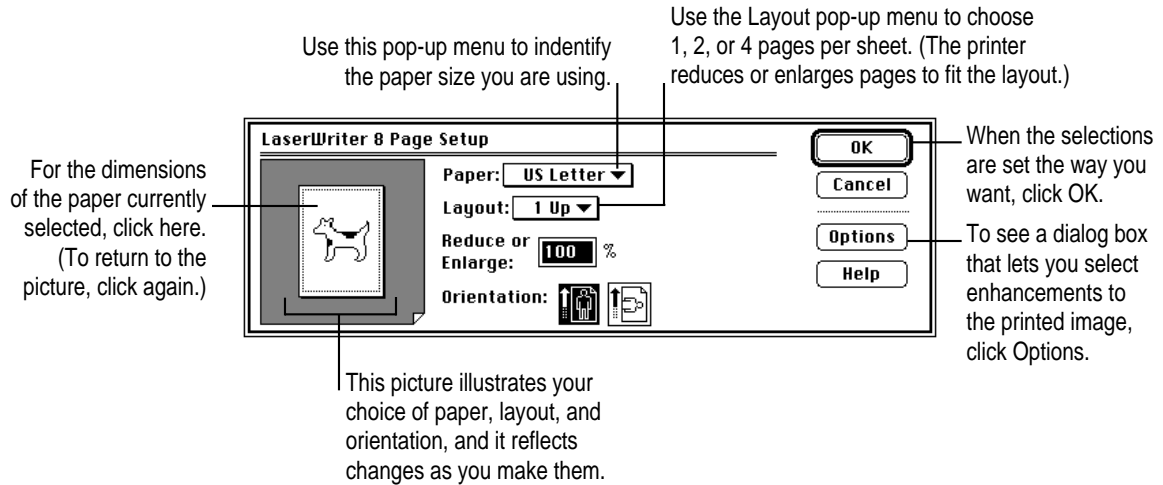 Use the Layout pop-up menu to choose
1, 2, or 4 pages per sheet. (The printer
reduces or enlarges pages to fit the layout.)
Use this pop-up menu to indentify
the paper size you are using.
LaserWriter 8 Page Setup
Paper: US Letter
Layout: 1 Up
Reduce or
Enlarge: 100 %
Orientation:
OK
Cancel
Options
Help
For the dimensions
of the paper currently
selected, click here.
(To return to the
picture, click again.)
When the selections
are set the way you
want, click OK.
To see a dialog box
that lets you select
enhancements to
the printed image,
click Options.
This picture illustrates your
choice of paper, layout, and
orientation, and it reflects
changes as you make them.